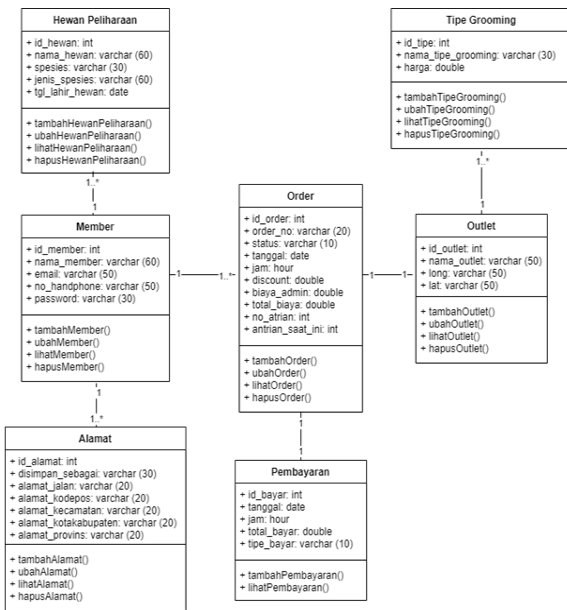 Hewan Peliharaan
+ id_hewan: int
+ nama_hewan: varchar (60)
+ spesies: varchar (30)
+ jenis_spesies: varchar (60)
+ tgl_lahir_hewan: date
+ tambahHewanPeliharaan()
+ ubahHewanPeliharaan()
+ lihatHewanPeliharaan()
+ hapusHewanPeliharaan()
1..*
1
Member
+ id_member: int
+ nama_member: varchar (60)
+ email: varchar (50)
+ no_handphone: varchar (50)
+ password: varchar (30)
+ tambahMember()
+ ubahMember()
+ lihatMember()
+ hapusMember()
1
1..*
1
1..*
Alamat
+ id_alamat: int
+ disimpan_sebagai: varchar (30)
+ alamat_jalan: varchar (20)
+ alamat_kodepos: varchar (20)
+ alamat_kecamatan: varchar (20)
+ alamat_kotakabupaten: varchar (20)
+ alamat_provins: varchar (20)
+ tambahAlamat()
+ ubahAlamat()
+ lihatAlamat()
+ hapusAlamat()
Order
+ id_order: int
+ order_no: varchar (20)
+ status: varchar (10)
+ tanggal: date
+ jam: hour
+ discount: double
+ biaya_admin: double
+ total_biaya: double
+ no_atrian: int
+ antrian_saat_ini: int
+ tambahOrder()
+ ubahOrder()
+ lihatOrder()
+ hapusOrder()
1
1
1
1
Pembayaran
+ id_bayar: int
+ tanggal: date
+ jam: hour
+ total_bayar: double
+ tipe_bayar: varchar (10)
+ tambahPembayaran()
+ lihatPembayaran()
Tipe Grooming
+ id_tipe: int
+ nama_tipe_grooming: varchar (30)
+ harga: double
+ tambahTipeGrooming()
+ ubahTipeGrooming()
+ lihatTipeGrooming()
+ hapusTipeGrooming()
1..*
1
Outlet
+ id_outlet: int
+ nama_outlet: varchar (50)
+ long: varchar (50)
+ lat: varchar (50)
+ tambahOutlet()
+ ubahOutlet()
+ lihatOutlet()
+ hapusOutlet()